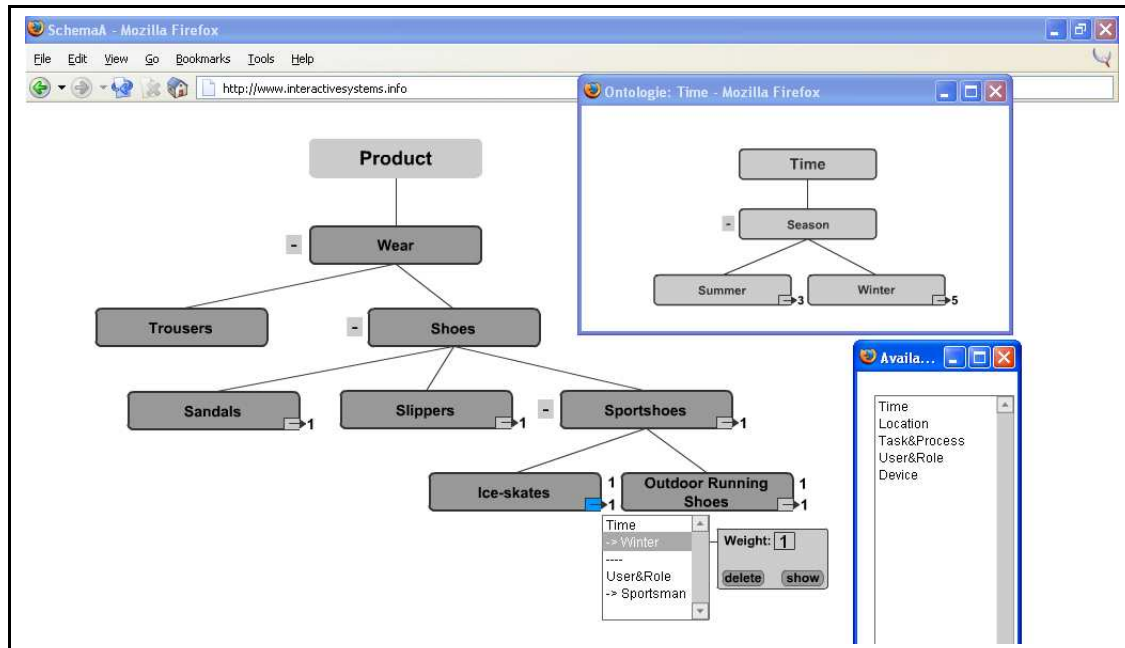 SchemaA - Mozilla Firefox
File Edit View Go Bookmarks Tools Help
http://www.interactivesystems.info
Ontologie: Time - Mozilla Firefox
Time
- Season
Summer
3
Winter
5
Product
- Wear
Trousers
- Shoes
Sandals
1
Slippers
1
- Sportshoes
1
Ice-skates
1
1
Outdoor Running
Shoes
1
1
Time
-> Winter
----
User&Role
-> Sportsman
Weight: 1
delete show
Availa...
Time
Location
Task&Process
User&Role
Device